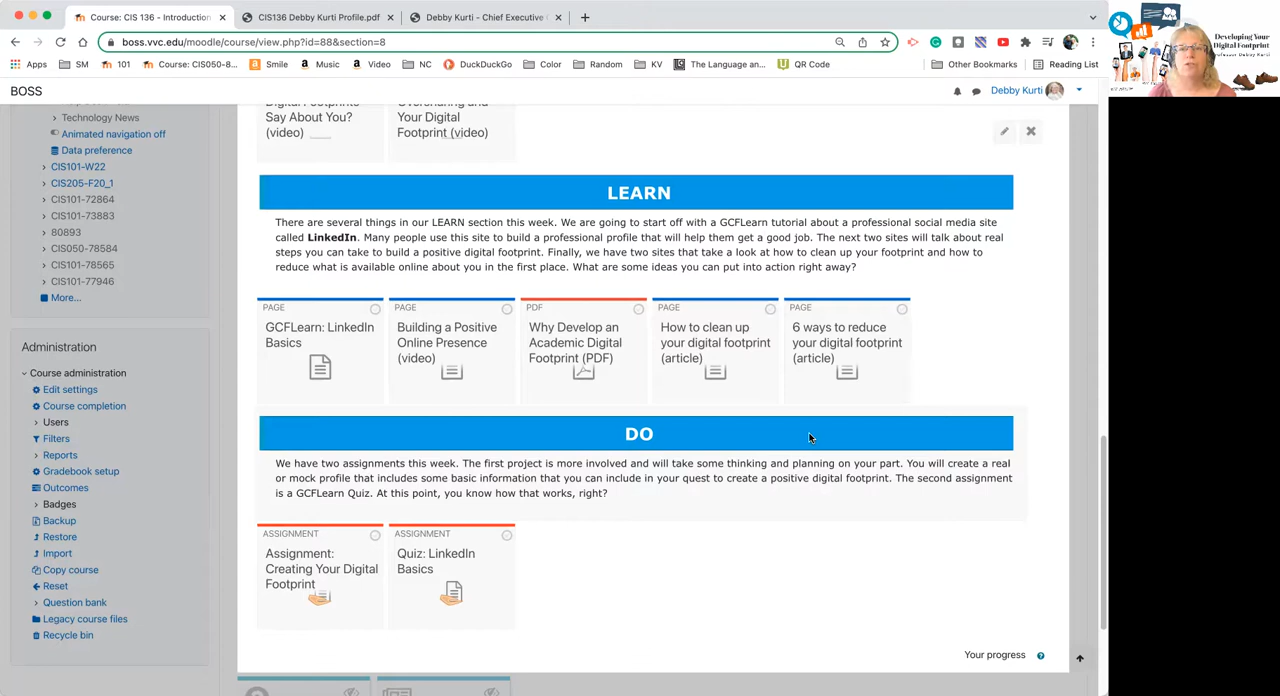 Course: CIS 136 - Introduction
CIS136 Debby Kurti Profile.pdf
Debby Kurti - Chief Executive
boss.vvc.edu/moodle/course/view.php?id=88&section=8
Apps
SM
101
Course: CIS050-8...
Smile
Music
Video
NC
DuckDuckGo
Color
Random
KV
The Language an...
QR Code
Other Bookmarks
Reading List
Developing Your
Digital Footprint
BOSS
Debby Kurti
Technology News
Animated navigation off
Data preference
CIS101-W22
CIS205-F20_1
CIS101-72864
CIS101-73883
80893
CIS050-78584
CIS101-78565
CIS101-77946
More...
Administration
Course administration
Edit settings
Course completion
Users
Filters
Reports
Gradebook setup
Outcomes
Badges
Backup
Restore
Import
Copy course
Reset
Question bank
Legacy course files
Recycle bin
Digital Footprints
Say About You?
(video)
Oversharing and
Your Digital
Footprint (video)
LEARN
There are several things in our LEARN section this week. We are going to start off with a GCFLearn tutorial about a professional social media site
called LinkedIn. Many people use this site to build a professional profile that will help them get a good job. The next two sites will talk about real
steps you can take to build a positive digital footprint. Finally, we have two sites that take a look at how to clean up your footprint and how to
reduce what is available online about you in the first place. What are some ideas you can put into action right away?
PAGE
GCFLearn: LinkedIn
Basics
PAGE
Building a Positive
Online Presence
(video)
PDF
Why Develop an
Academic Digital
Footprint (PDF)
PAGE
How to clean up
your digital footprint
(article)
PAGE
6 ways to reduce
your digital footprint
(article)
DO
We have two assignments this week. The first project is more involved and will take some thinking and planning on your part. You will create a real
or mock profile that includes some basic information that you can include in your quest to create a positive digital footprint. The second assignment
is a GCFLearn Quiz. At this point, you know how that works, right?
ASSIGNMENT
Assignment:
Creating Your Digital
Footprint
ASSIGNMENT
Quiz: LinkedIn
Basics
Your progress